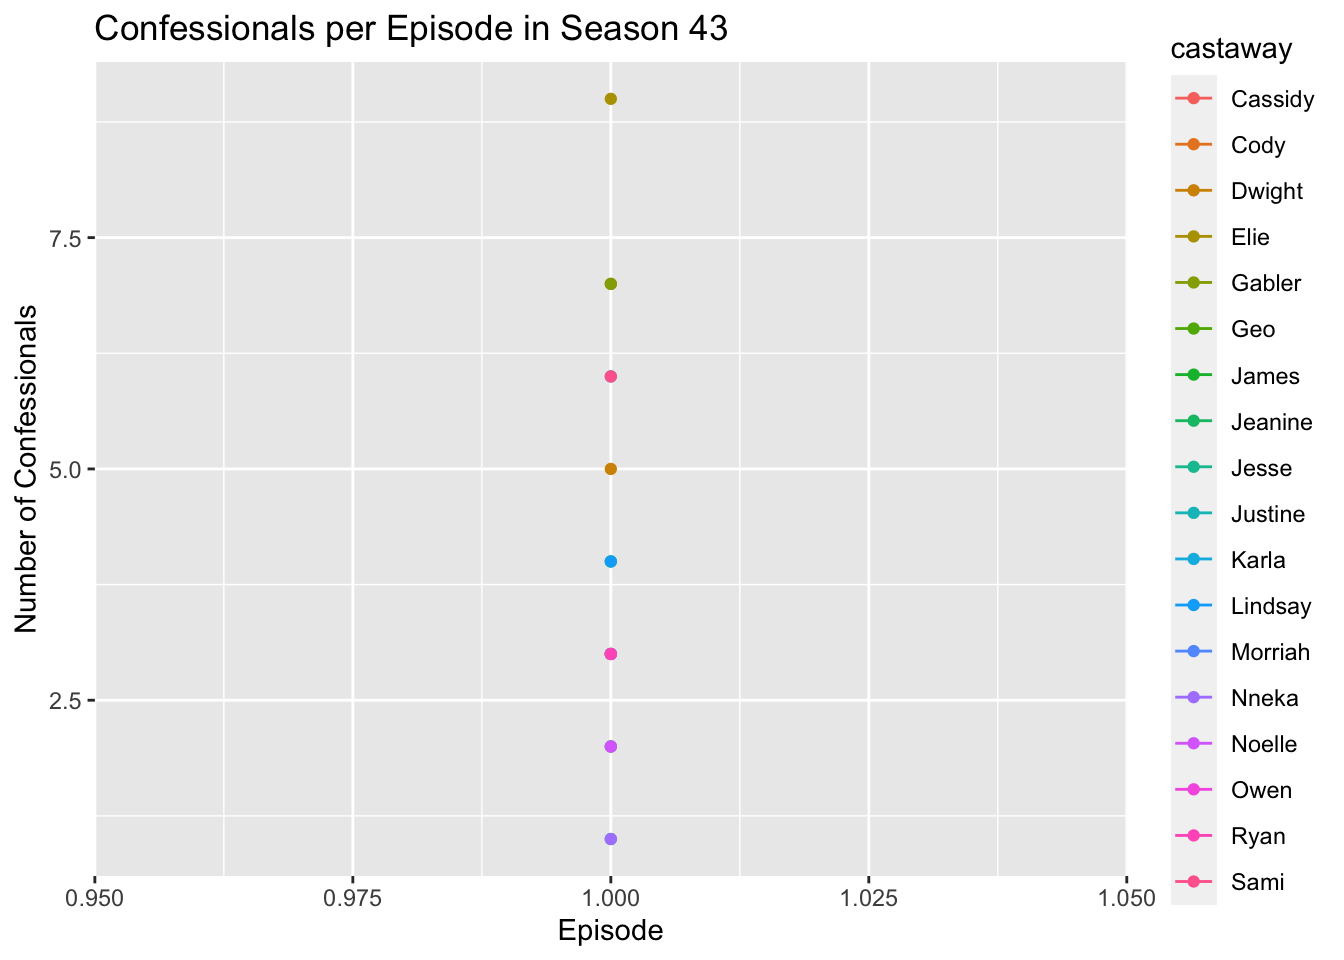 Confessionals per Episode in Season 43
Number of Confessionals
7.5
5.0
2.5
0.950
0.975
1.000
1.025
1.050
Episode
castaway
Cassidy
Cody
Dwight
Elie
Gabler
Geo
James
Jeanine
Jesse
Justine
Karla
Lindsay
Morriah
Nneka
Noelle
Owen
Ryan
Sami